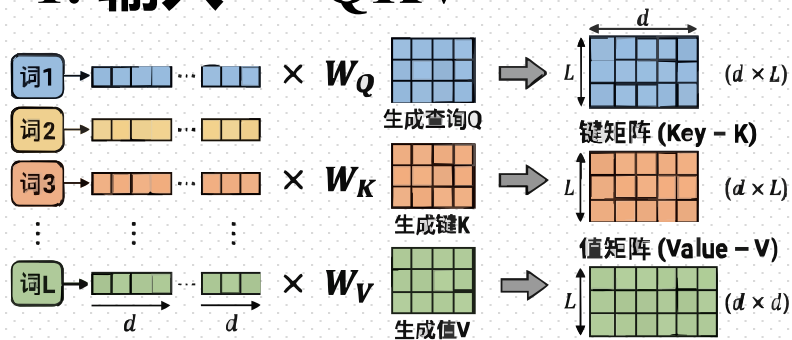 词1 × W_Q 生成查询Q d L (d × L)
词2
键矩阵 (Key – K)
词3 × W_K 生成键K L (d × L)
值矩阵 (Value – V)
词L d d × W_V 生成值V L (d × d)